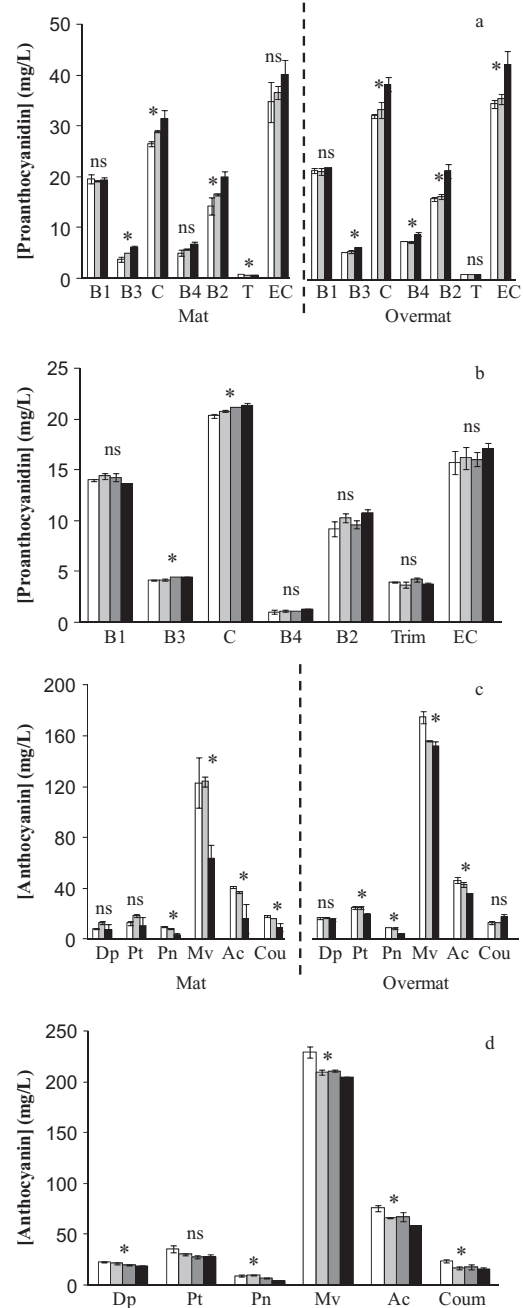 a
[Proanthocyanidin] (mg/L)
50
40
30
20
10
0
ns
*
*
*
*
*
ns
ns
*
*
*
*
ns
*
B1 B3 C B4 B2 T EC B1 B3 C B4 B2 T EC
Mat Overmat
b
[Proanthocyanidin] (mg/L)
25
20
15
10
5
0
ns
*
*
ns
ns
ns
ns
B1 B3 C B4 B2 Trim EC
c
[Anthocyanin] (mg/L)
200
160
120
80
40
0
ns
ns
*
*
*
*
ns
*
*
*
*
ns
Dp Pt Pn Mv Ac Cou Dp Pt Pn Mv Ac Cou
Mat Overmat
d
[Anthocyanin] (mg/L)
250
200
150
100
50
0
*
ns
*
*
*
*
Dp Pt Pn Mv Ac Coum